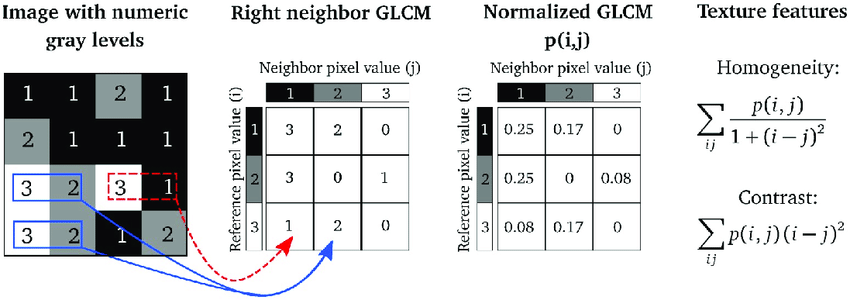 Image with numeric
gray levels
1 1 2 1
2 1 1 1
3 2 3 1
3 2 1 2
Right neighbor GLCM
Neighbor pixel value (j)
Reference pixel value (i)
1 2 3
1 3 2 0
2 3 0 1
3 1 2 0
Normalized GLCM
p(i,j)
Neighbor pixel value (j)
Reference pixel value (i)
1 2 3
1 0.25 0.17 0
2 0.25 0 0.08
3 0.08 0.17 0
Texture features
Homogeneity:
∑ij p(i,j) / 1+(i−j)²
Contrast:
∑ij p(i,j)(i−j)²